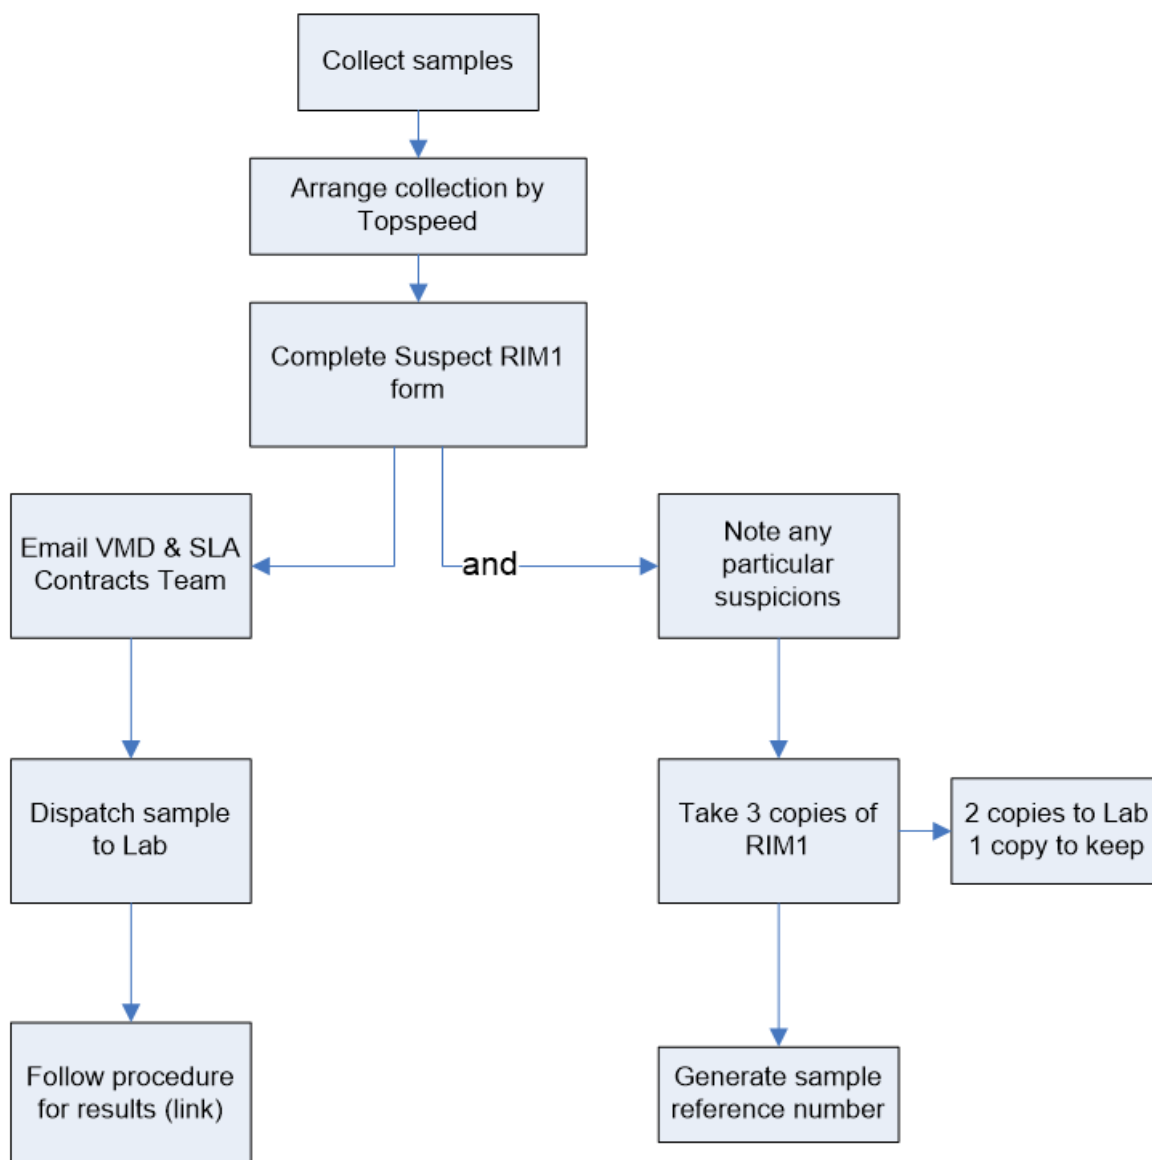 Collect samples
Arrange collection by
Topspeed
Complete Suspect RIM1
form
Email VMD & SLA
Contracts Team
and
Note any
particular
suspicions
Dispatch sample
to Lab
Take 3 copies of
RIM1
2 copies to Lab
1 copy to keep
Follow procedure
for results (link)
Generate sample
reference number